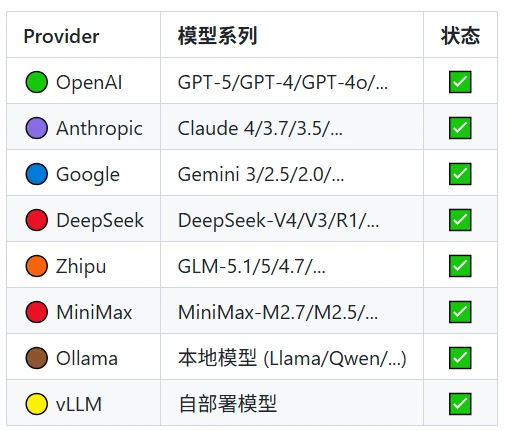 Provider 模型系列 状态
OpenAI GPT-5/GPT-4/GPT-4o/...
Anthropic Claude 4/3.7/3.5/...
Google Gemini 3/2.5/2.0/...
DeepSeek DeepSeek-V4/V3/R1/...
Zhipu GLM-5.1/5/4.7/...
MiniMax MiniMax-M2.7/M2.5/...
Ollama 本地模型 (Llama/Qwen/...)
vLLM 自部署模型